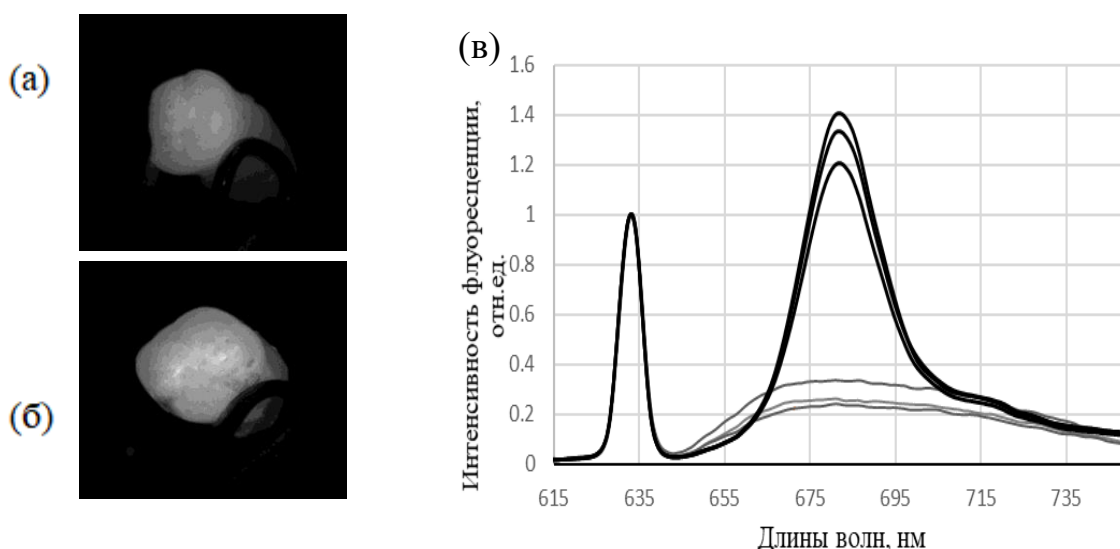 (а)
(б)
(в)
Интенсивность флуоресценции,
отн.ед.
1.6
1.4
1.2
1
0.8
0.6
0.4
0.2
0
615 635 655 675 695 715 735
Длины волн, нм